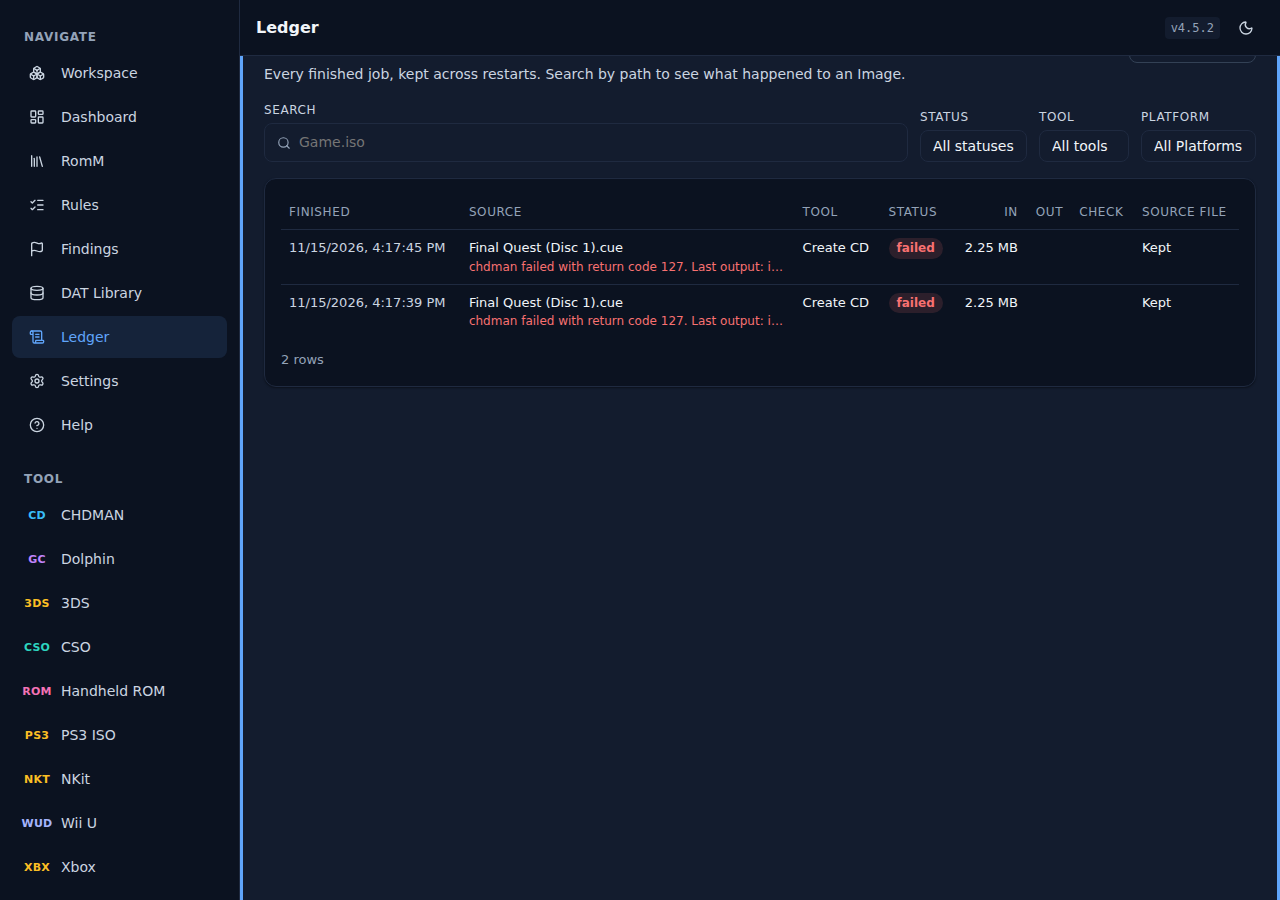 NAVIGATE
Workspace
Dashboard
RomM
Rules
Findings
DAT Library
Ledger
Settings
Help
TOOL
CD CHDMAN
GC Dolphin
3DS 3DS
CSO CSO
ROM Handheld ROM
PS3 PS3 ISO
NKT NKit
WUD Wii U
XBX Xbox
Ledger
v4.5.2
Every finished job, kept across restarts. Search by path to see what happened to an Image.
SEARCH
Game.iso
STATUS
All statuses
TOOL
All tools
PLATFORM
All Platforms
FINISHED SOURCE TOOL STATUS IN OUT CHECK SOURCE FILE
11/15/2026, 4:17:45 PM Final Quest (Disc 1).cue Create CD failed 2.25 MB Kept
chdman failed with return code 127. Last output: i...
11/15/2026, 4:17:39 PM Final Quest (Disc 1).cue Create CD failed 2.25 MB Kept
chdman failed with return code 127. Last output: i...
2 rows